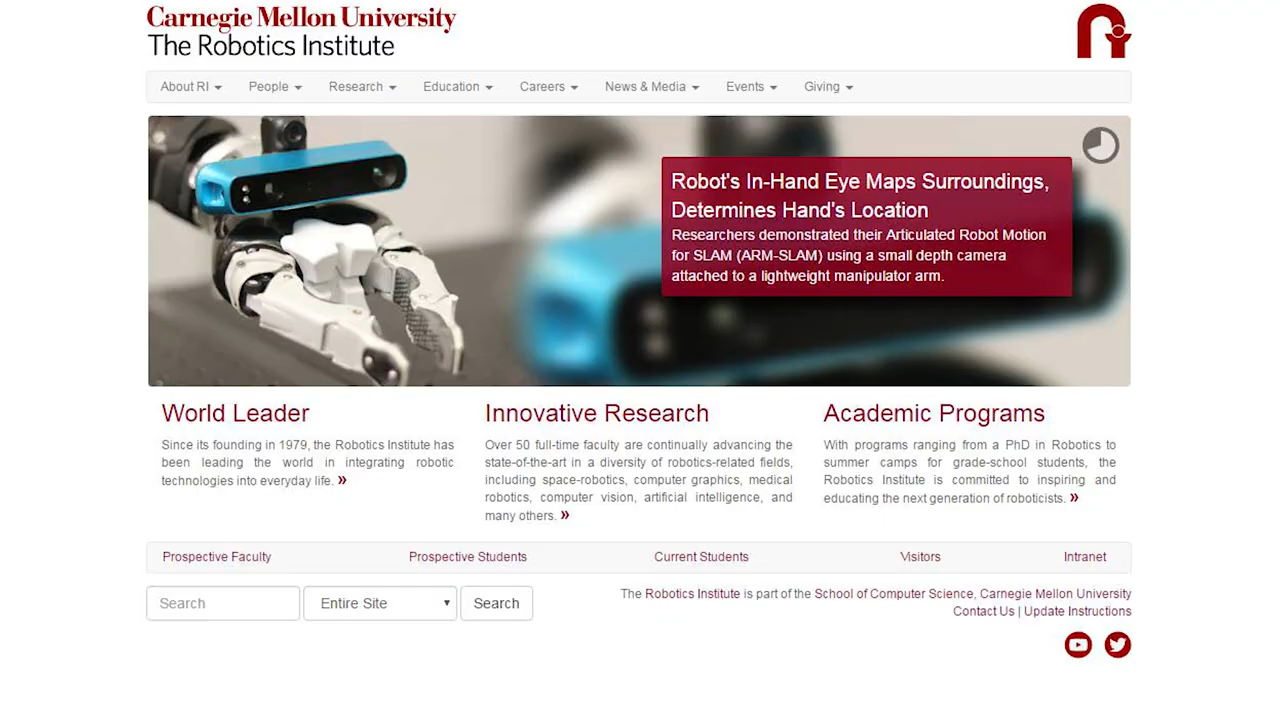 Carnegie Mellon University
The Robotics Institute
About RI People Research Education Careers News & Media Events Giving
Robot's In-Hand Eye Maps Surroundings,
Determines Hand's Location
Researchers demonstrated their Articulated Robot Motion
for SLAM (ARM-SLAM) using a small depth camera
attached to a lightweight manipulator arm.
World Leader
Since its founding in 1979, the Robotics Institute has
been leading the world in integrating robotic
technologies into everyday life. »
Innovative Research
Over 50 full-time faculty are continually advancing the
state-of-the-art in a diversity of robotics-related fields,
including space-robotics, computer graphics, medical
robotics, computer vision, artificial intelligence, and
many others. »
Academic Programs
With programs ranging from a PhD in Robotics to
summer camps for grade-school students, the
Robotics Institute is committed to inspiring and
educating the next generation of roboticists. »
Prospective Faculty Prospective Students Current Students Visitors Intranet
Search Entire Site Search
The Robotics Institute is part of the School of Computer Science, Carnegie Mellon University
Contact Us | Update Instructions